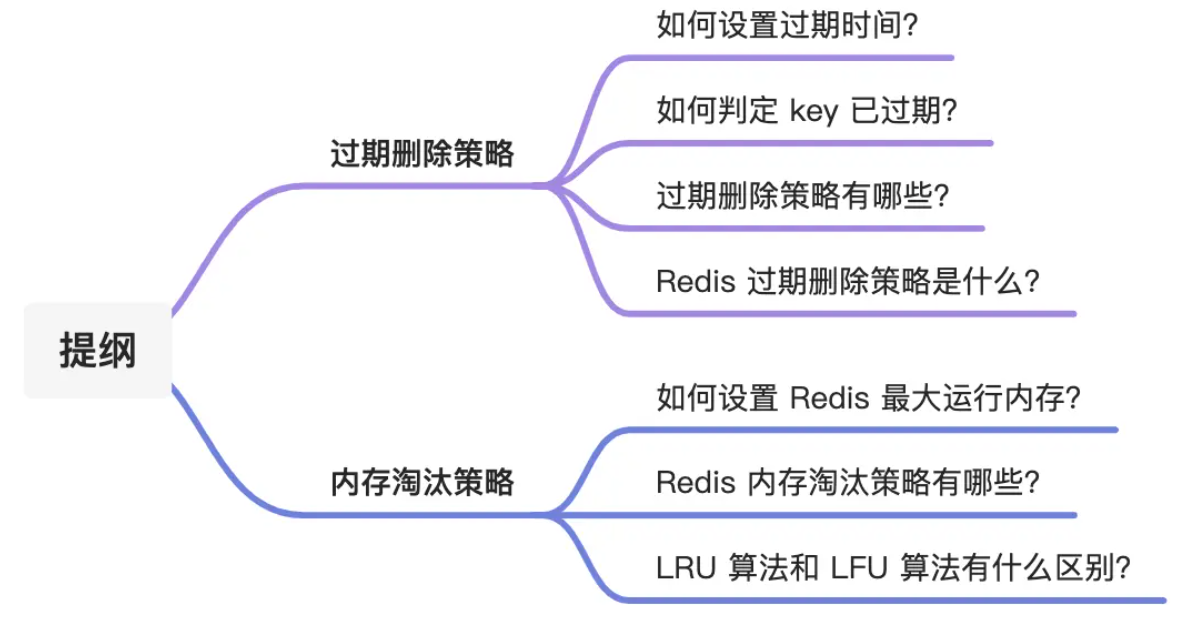 提纲
过期删除策略
如何设置过期时间？
如何判定 key 已过期？
过期删除策略有哪些？
Redis 过期删除策略是什么？
内存淘汰策略
如何设置 Redis 最大运行内存？
Redis 内存淘汰策略有哪些？
LRU 算法和 LFU 算法有什么区别？